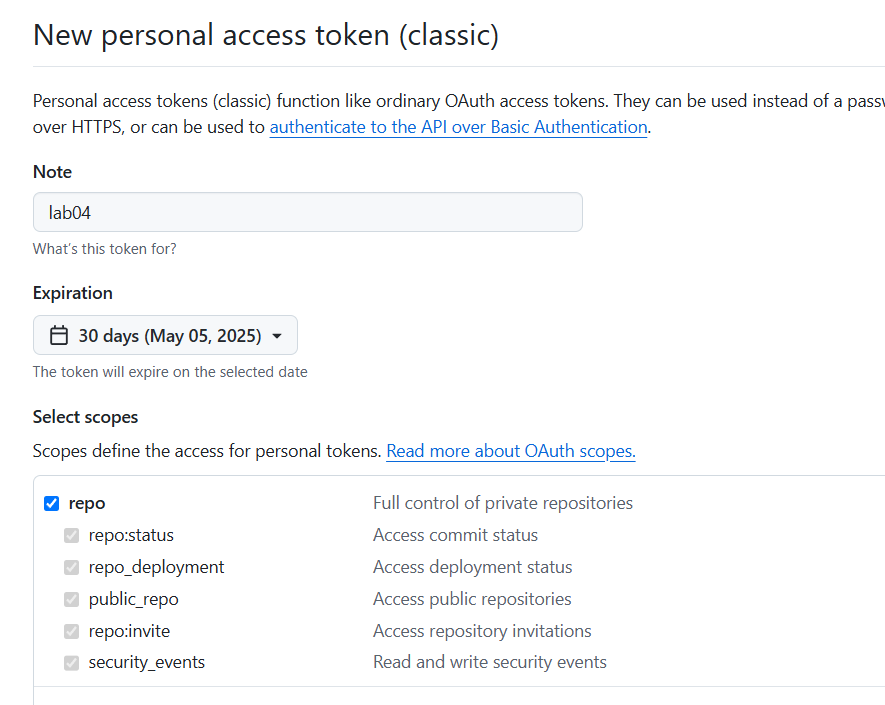 New personal access token (classic)
Personal access tokens (classic) function like ordinary OAuth access tokens. They can be used instead of a passw
over HTTPS, or can be used to authenticate to the API over Basic Authentication.
Note
lab04
What's this token for?
Expiration
30 days (May 05, 2025)
The token will expire on the selected date
Select scopes
Scopes define the access for personal tokens. Read more about OAuth scopes.
repo Full control of private repositories
repo:status Access commit status
repo_deployment Access deployment status
public_repo Access public repositories
repo:invite Access repository invitations
security_events Read and write security events